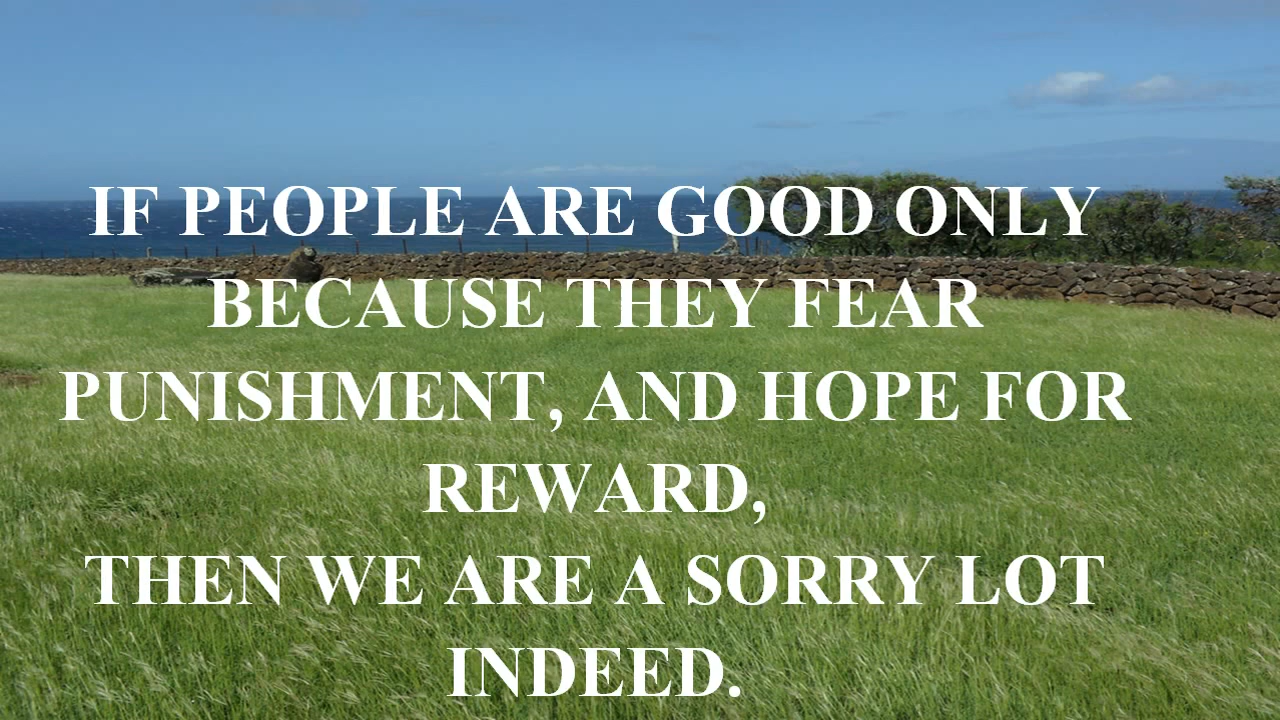 IF PEOPLE ARE GOOD ONLY
BECAUSE THEY FEAR
PUNISHMENT, AND HOPE FOR
REWARD,
THEN WE ARE A SORRY LOT
INDEED.